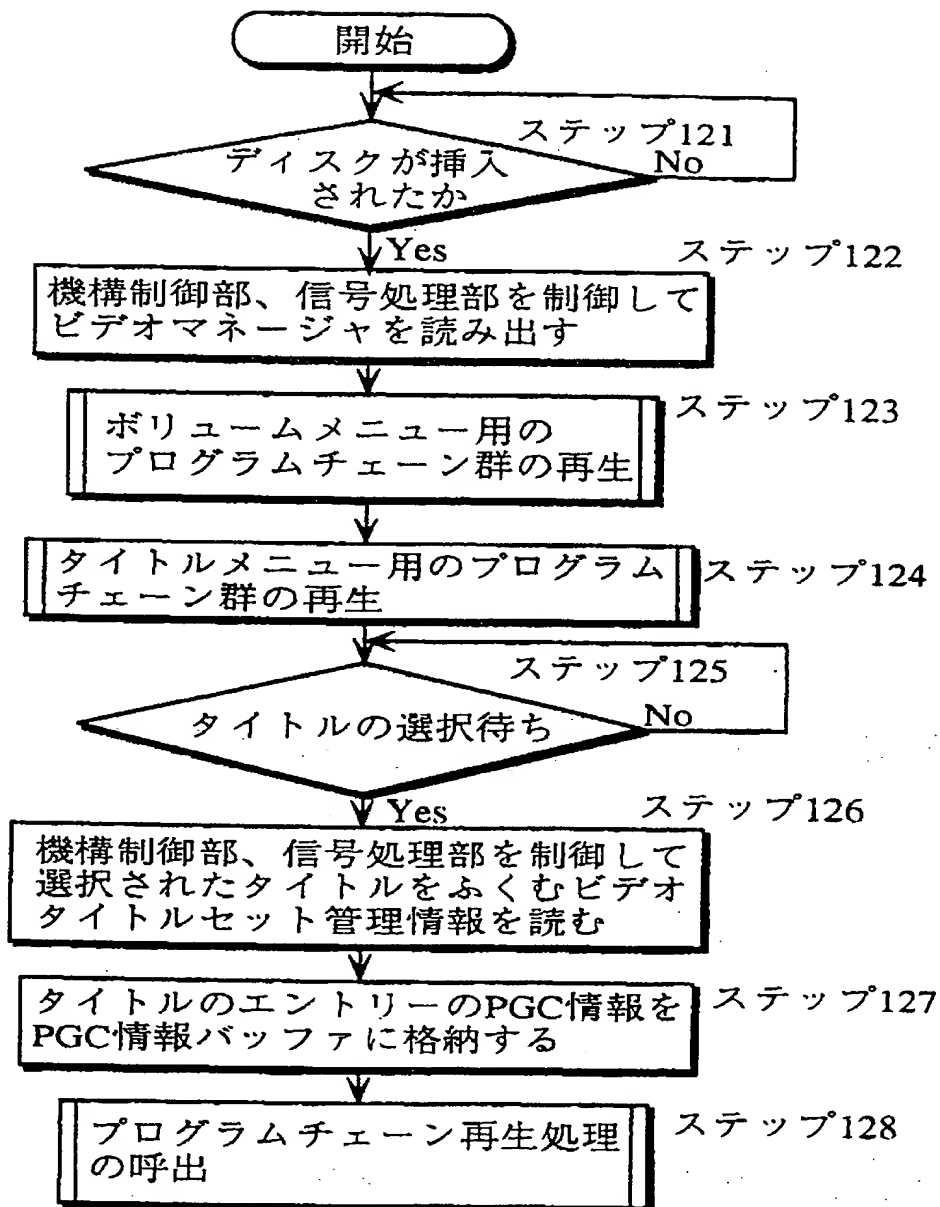 開始
ステップ121
ディスクが挿入
されたか
No
Yes
ステップ122
機構制御部、信号処理部を制御して
ビデオマネージャを読み出す
ステップ123
ボリュームメニュー用の
プログラムチェーン群の再生
タイトルメニュー用のプログラム
チェーン群の再生
ステップ124
ステップ125
タイトルの選択待ち
No
Yes
ステップ126
機構制御部、信号処理部を制御して
選択されたタイトルをふくむビデオ
タイトルセット管理情報を読む
タイトルのエントリーのPGC情報を
PGC情報バッファに格納する
ステップ127
プログラムチェーン再生処理
の呼出
ステップ128